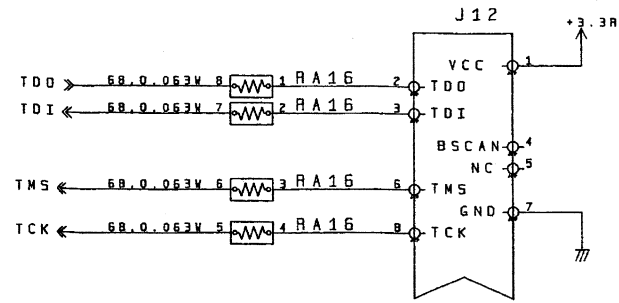 J12
+3.3A
VCC 1
TDO 68,0.063W 8 1 RA16 2 TDO
TDI 68,0.063W 7 2 RA16 3 TDI
BSCAN 4
NC 5
TMS 68,0.063W 6 3 RA16 6 TMS
GND 7
TCK 68,0.063W 5 4 RA16 8 TCK